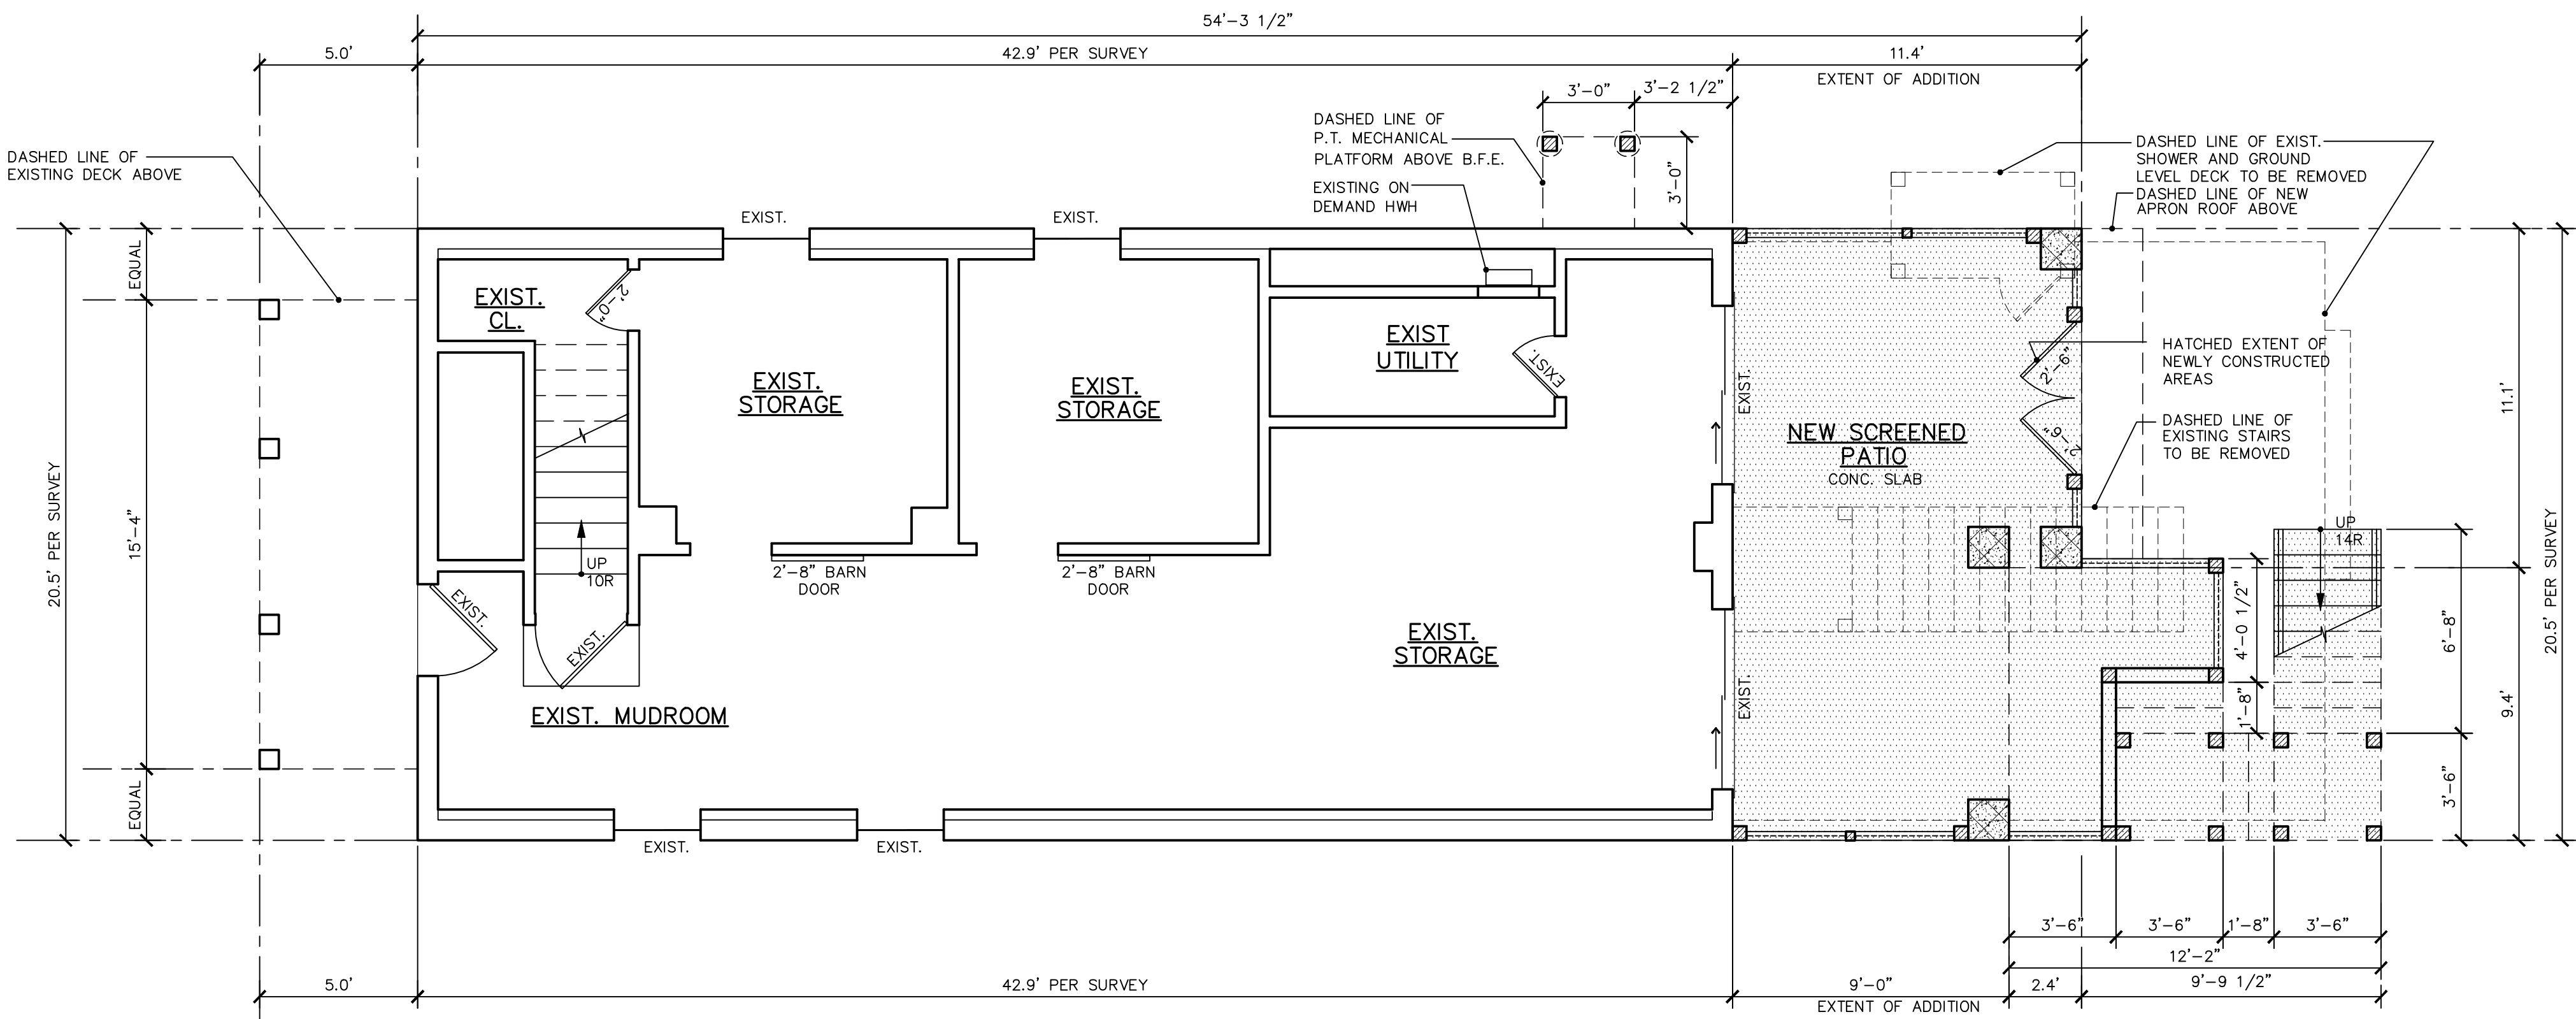 54'-3 1/2"
5.0'
42.9' PER SURVEY
11.4'
EXTENT OF ADDITION
3'-0"
3'-2 1/2"
DASHED LINE OF
P.T. MECHANICAL
PLATFORM ABOVE B.F.E.
3'-0"
EXISTING ON
DEMAND HWH
DASHED LINE OF
EXISTING DECK ABOVE
DASHED LINE OF EXIST.
SHOWER AND GROUND
LEVEL DECK TO BE REMOVED
DASHED LINE OF NEW
APRON ROOF ABOVE
EXIST.
EXIST.
EQUAL
15'-4"
EQUAL
20.5' PER SURVEY
EXIST.
CL.
2'-0"
EXIST.
STORAGE
EXIST.
STORAGE
EXIST
UTILITY
EXIST.
EXIST.
NEW SCREENED
PATIO
CONC. SLAB
2'-6"
2'-6"
HATCHED EXTENT OF
NEWLY CONSTRUCTED
AREAS
DASHED LINE OF
EXISTING STAIRS
TO BE REMOVED
11.1'
9.4'
20.5' PER SURVEY
UP
10R
2'-8" BARN
DOOR
2'-8" BARN
DOOR
UP
14R
EXIST.
EXIST.
EXIST.
STORAGE
EXIST.
4'-0 1/2"
1'-8"
6'-8"
3'-6"
EXIST. MUDROOM
EXIST.
EXIST.
3'-6"
3'-6"
1'-8"
3'-6"
12'-2"
5.0'
42.9' PER SURVEY
9'-0"
2.4'
9'-9 1/2"
EXTENT OF ADDITION